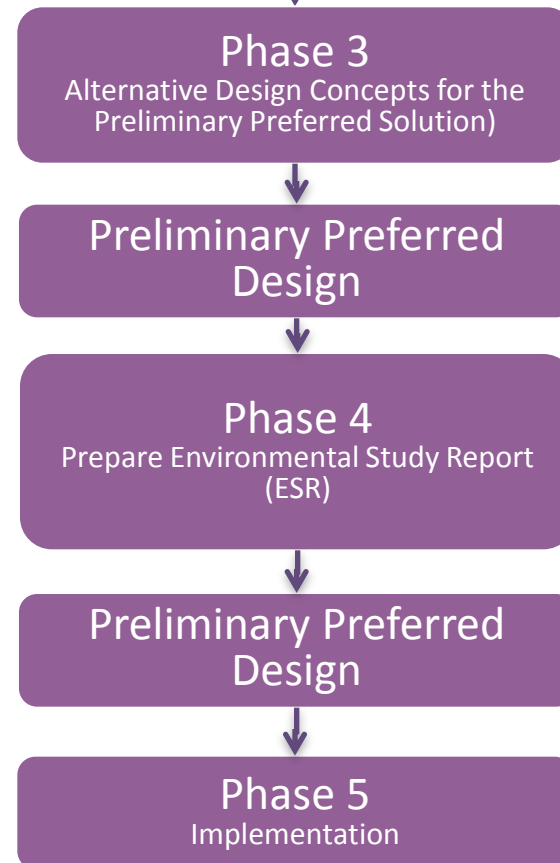 Phase 3
Alternative Design Concepts for the
Preliminary Preferred Solution)
Preliminary Preferred
Design
Phase 4
Prepare Environmental Study Report
(ESR)
Preliminary Preferred
Design
Phase 5
Implementation